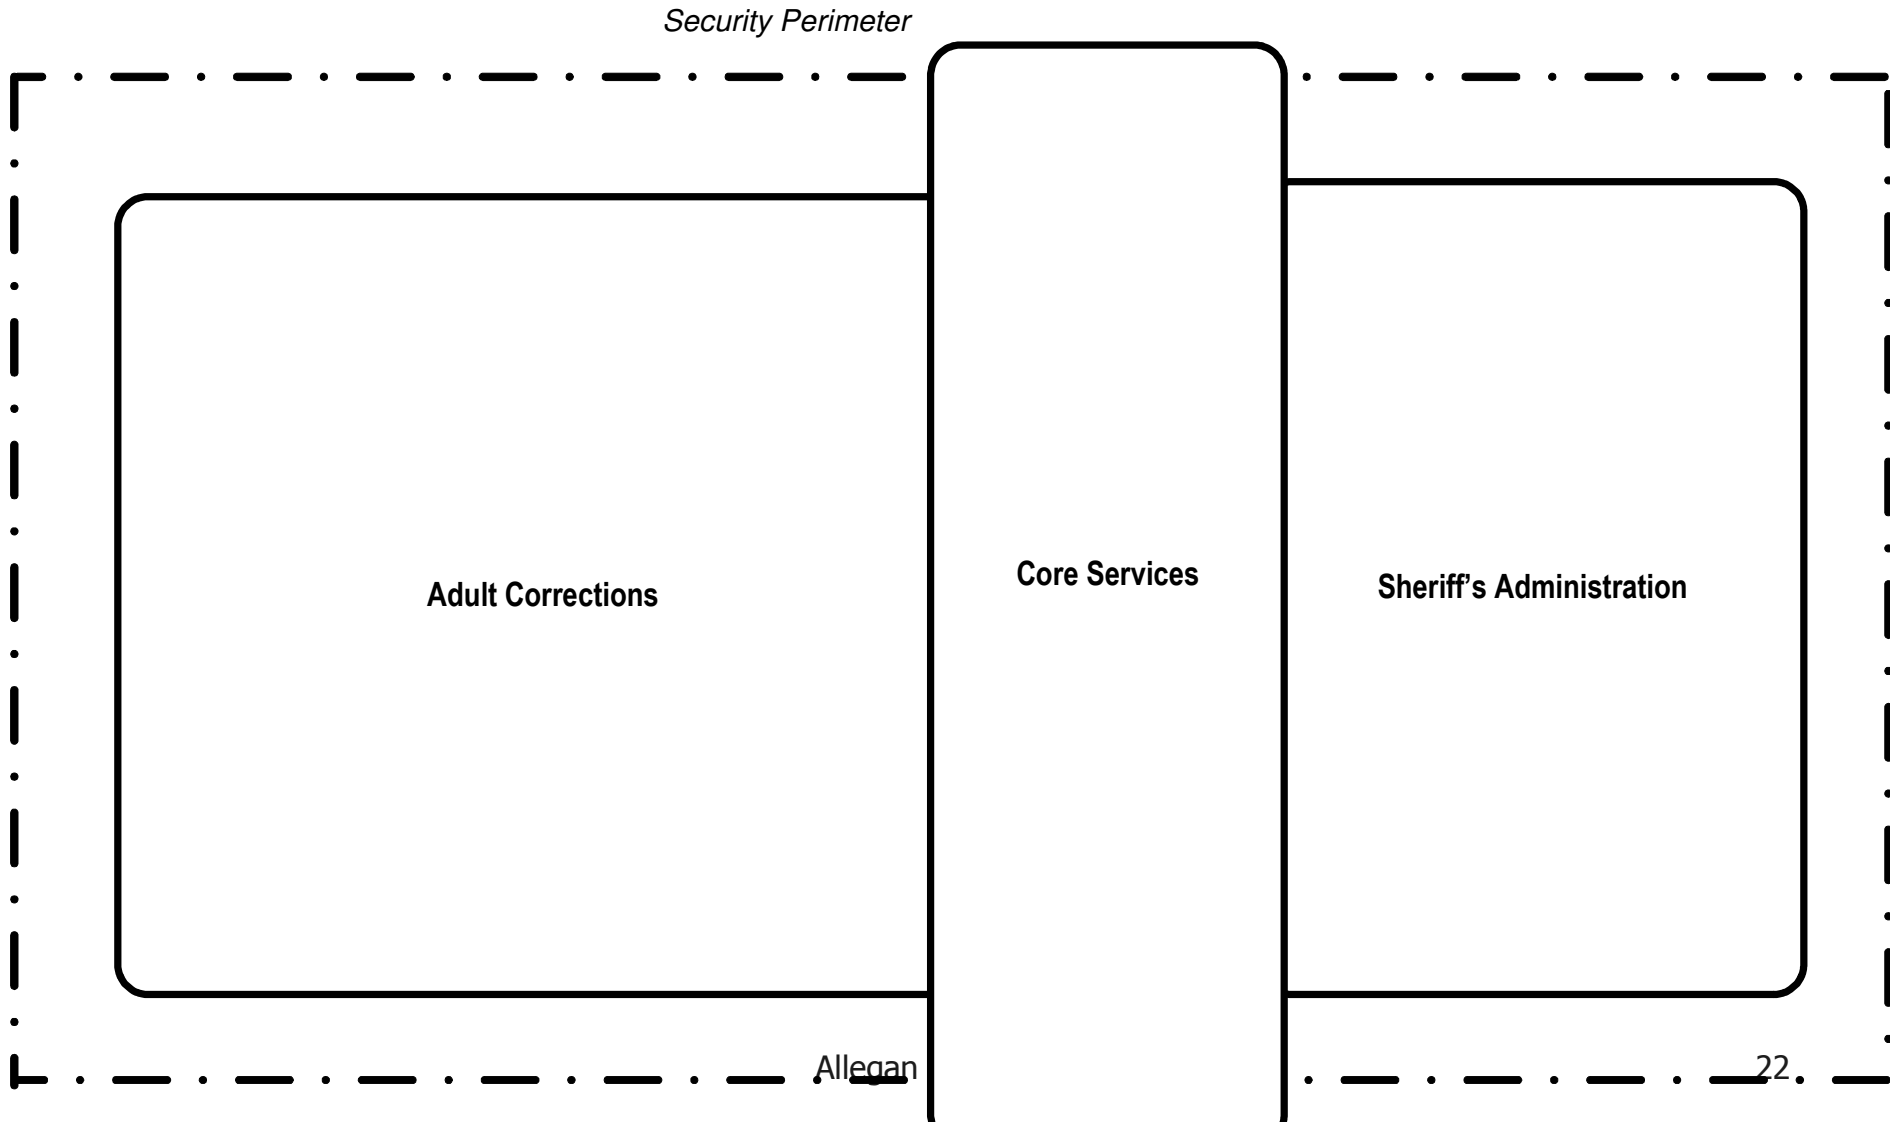 Security Perimeter
Core Services
Sheriff’s Administration
Adult Corrections
Allegan
22